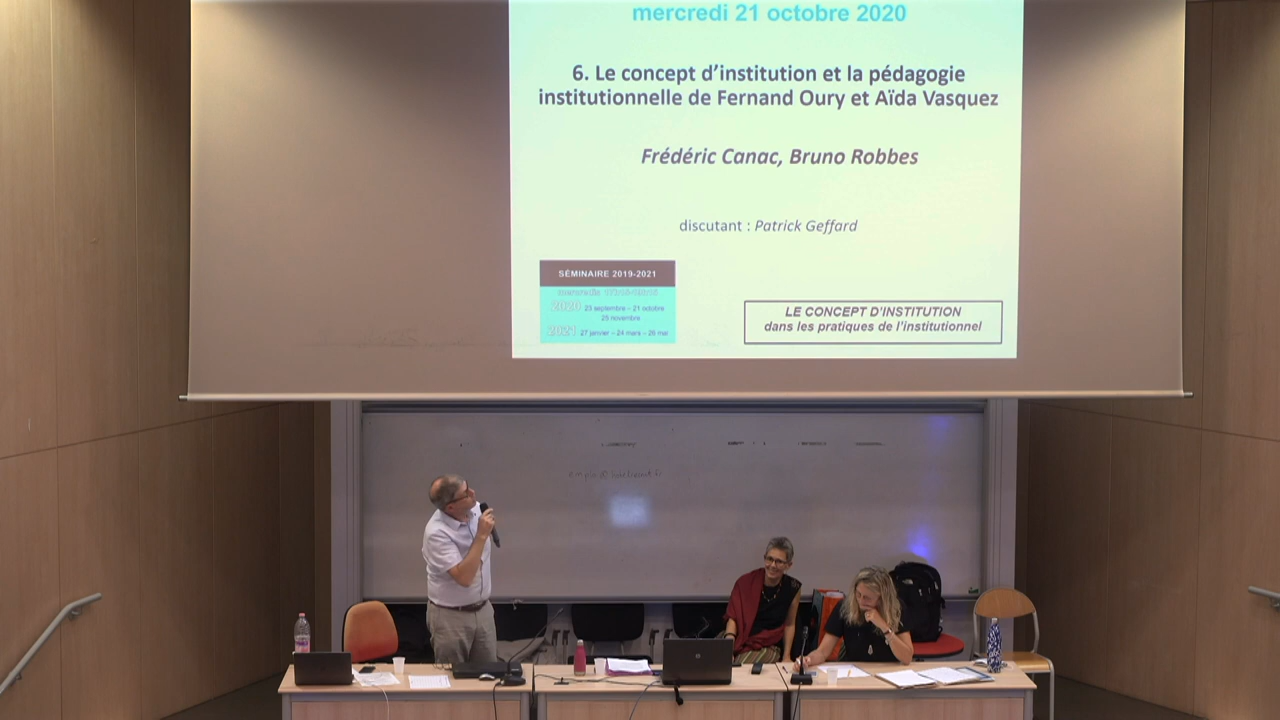 mercredi 21 octobre 2020
6. Le concept d'institution et la pédagogie
institutionnelle de Fernand Oury et Aïda Vasquez
Frédéric Canac, Bruno Robbes
discutant : Patrick Geffard
SÉMINAIRE 2019-2021
2020 23 septembre – 21 octobre
25 novembre
2021 27 janvier – 24 mars – 26 mai
LE CONCEPT D'INSTITUTION
dans les pratiques de l'institutionnel